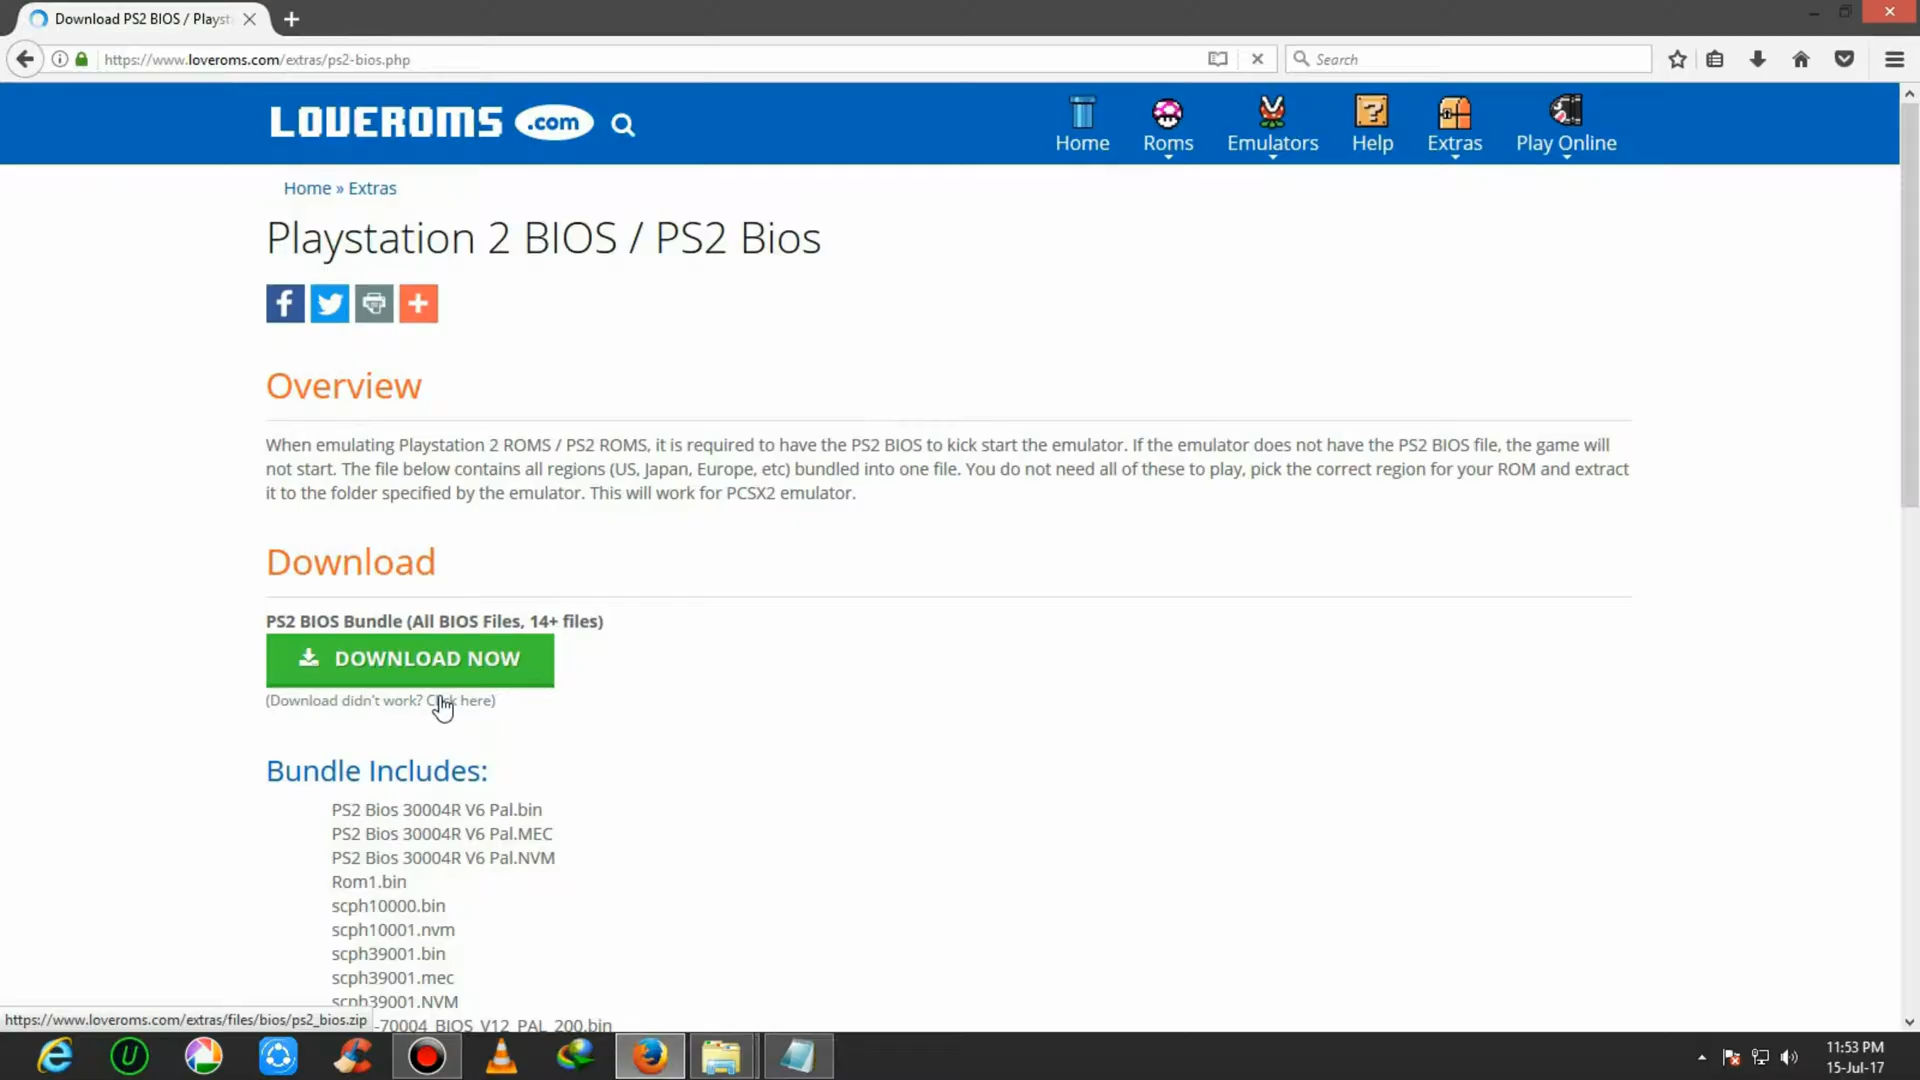 Download PS2 BIOS / Playst
https://www.loveroms.com/extras/ps2-bios.php
Search
LOVEROMS .com
Home
Roms
Emulators
Help
Extras
Play Online
Home » Extras
Playstation 2 BIOS / PS2 Bios
Overview
When emulating Playstation 2 ROMS / PS2 ROMS, it is required to have the PS2 BIOS to kick start the emulator. If the emulator does not have the PS2 BIOS file, the game will
not start. The file below contains all regions (US, Japan, Europe, etc) bundled into one file. You do not need all of these to play, pick the correct region for your ROM and extract
it to the folder specified by the emulator. This will work for PCSX2 emulator.
Download
PS2 BIOS Bundle (All BIOS Files, 14+ files)
DOWNLOAD NOW
(Download didn't work? Click here)
Bundle Includes:
PS2 Bios 30004R V6 Pal.bin
PS2 Bios 30004R V6 Pal.MEC
PS2 Bios 30004R V6 Pal.NVM
Rom1.bin
scph10000.bin
scph10001.nvm
scph39001.bin
scph39001.mec
scph39001.NVM
-70004_BIOS_V12_PAL_200.bin
https://www.loveroms.com/extras/files/bios/ps2_bios.zip
11:53 PM
15-Jul-17